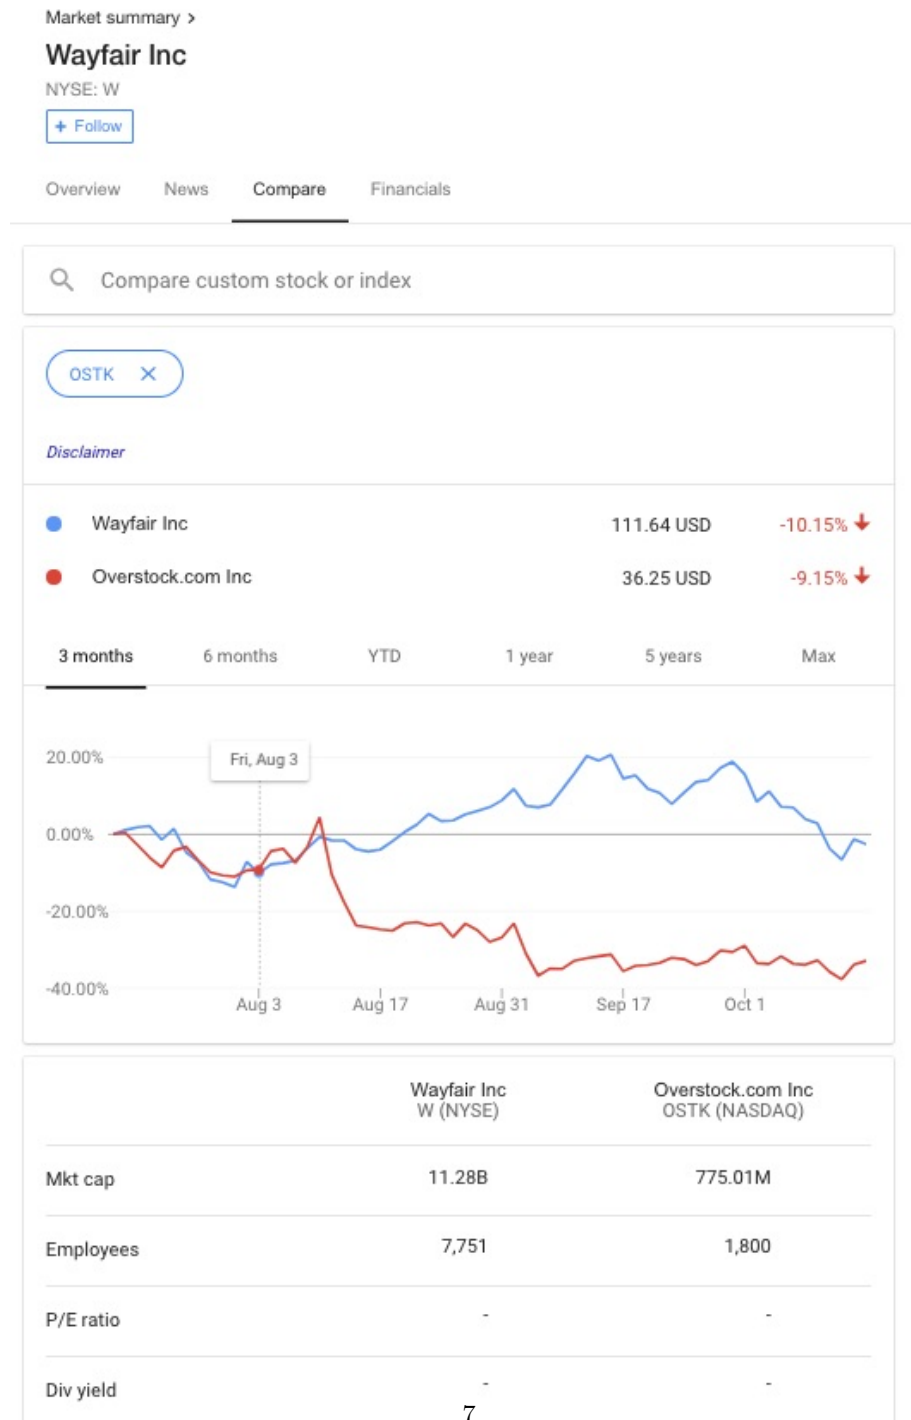 Market summary >
Wayfair Inc
NYSE: W
+ Follow
Overview News Compare Financials
Compare custom stock or index
OSTK ×
Disclaimer
Wayfair Inc 111.64 USD -10.15% ↓
Overstock.com Inc 36.25 USD -9.15% ↓
3 months 6 months YTD 1 year 5 years Max
20.00%
Fri, Aug 3
0.00%
-20.00%
-40.00%
Aug 3 Aug 17 Aug 31 Sep 17 Oct 1
Wayfair Inc Overstock.com Inc
W (NYSE) OSTK (NASDAQ)
Mkt cap 11.28B 775.01M
Employees 7,751 1,800
P/E ratio - -
Div yield - -
7